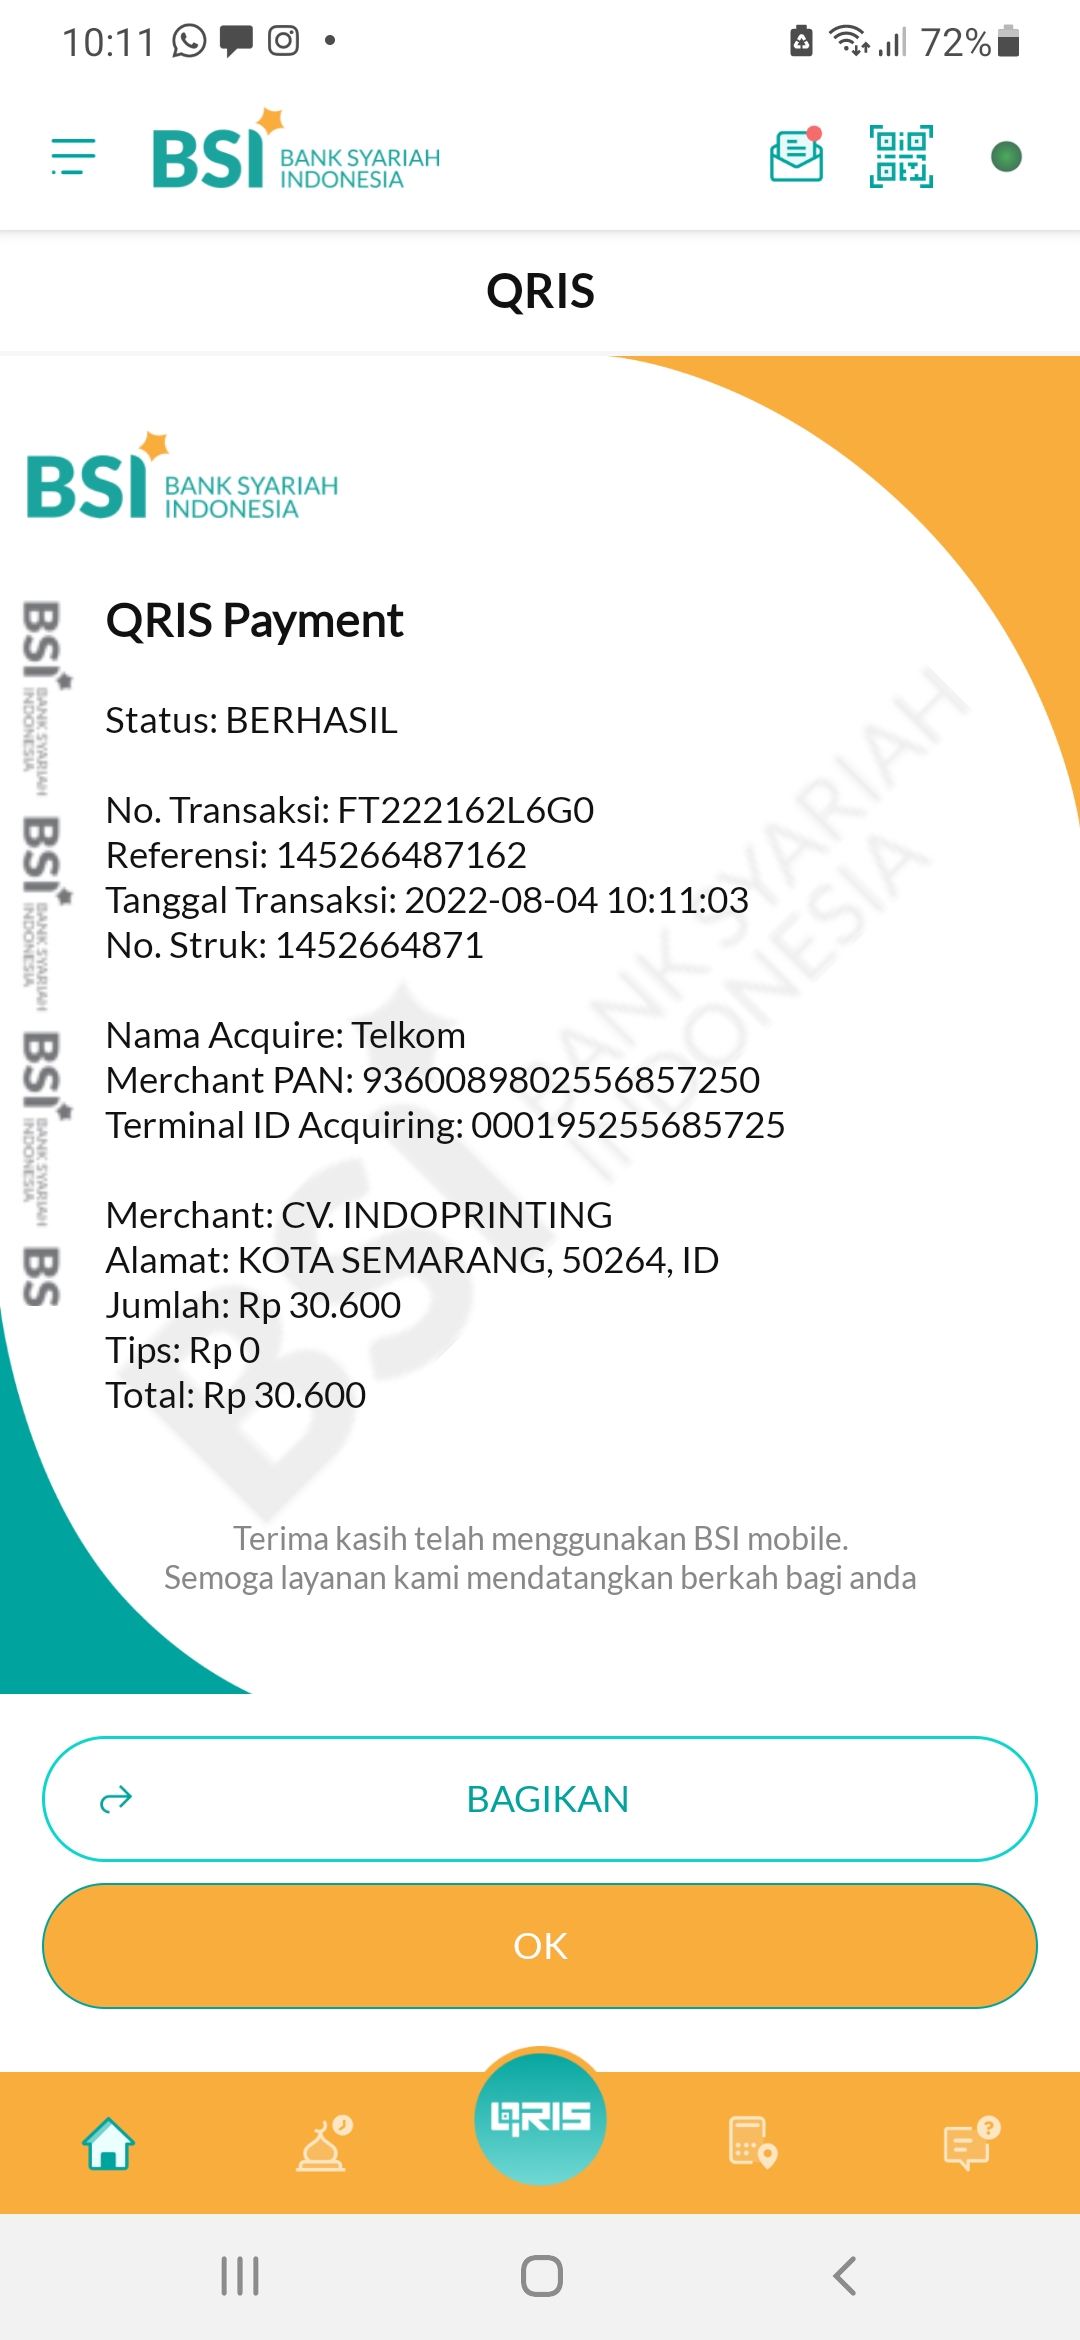 10:11 72%
BSI BANK SYARIAH
INDONESIA
QRIS
BSI BANK SYARIAH
INDONESIA
QRIS Payment
Status: BERHASIL
No. Transaksi: FT222162L6G0
Referensi: 145266487162
Tanggal Transaksi: 2022-08-04 10:11:03
No. Struk: 1452664871
Nama Acquire: Telkom
Merchant PAN: 9360089802556857250
Terminal ID Acquiring: 000195255685725
Merchant: CV. INDOPRINTING
Alamat: KOTA SEMARANG, 50264, ID
Jumlah: Rp 30.600
Tips: Rp 0
Total: Rp 30.600
BSI BANK SYARIAH
INDONESIA
BSI BANK SYARIAH
INDONESIA
BSI BANK SYARIAH
INDONESIA
BS
BSI BANK SYARIAH
INDONESIA
Terima kasih telah menggunakan BSI mobile.
Semoga layanan kami mendatangkan berkah bagi anda
BAGIKAN
OK
QRIS
?